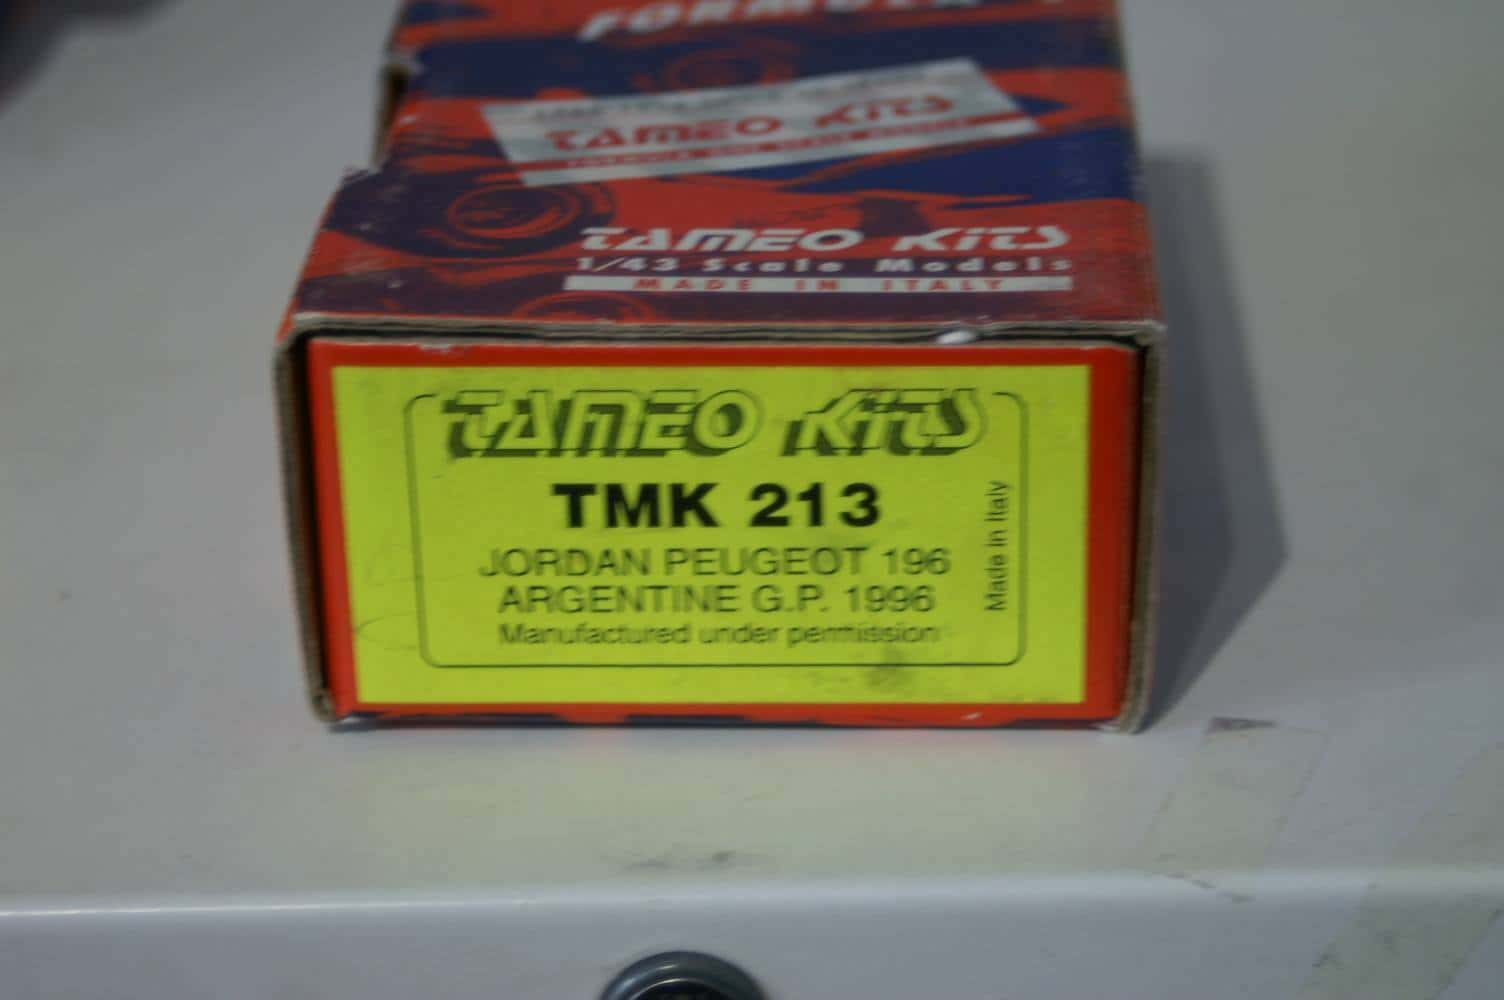 FORMULA
TAMEO KITS
TAMEO KITS
1/43 Scale Models
MADE IN ITALY
TAMEO KITS
TMK 213
JORDAN PEUGEOT 196
ARGENTINE G.P. 1996
Manufactured under permission
Made in Italy